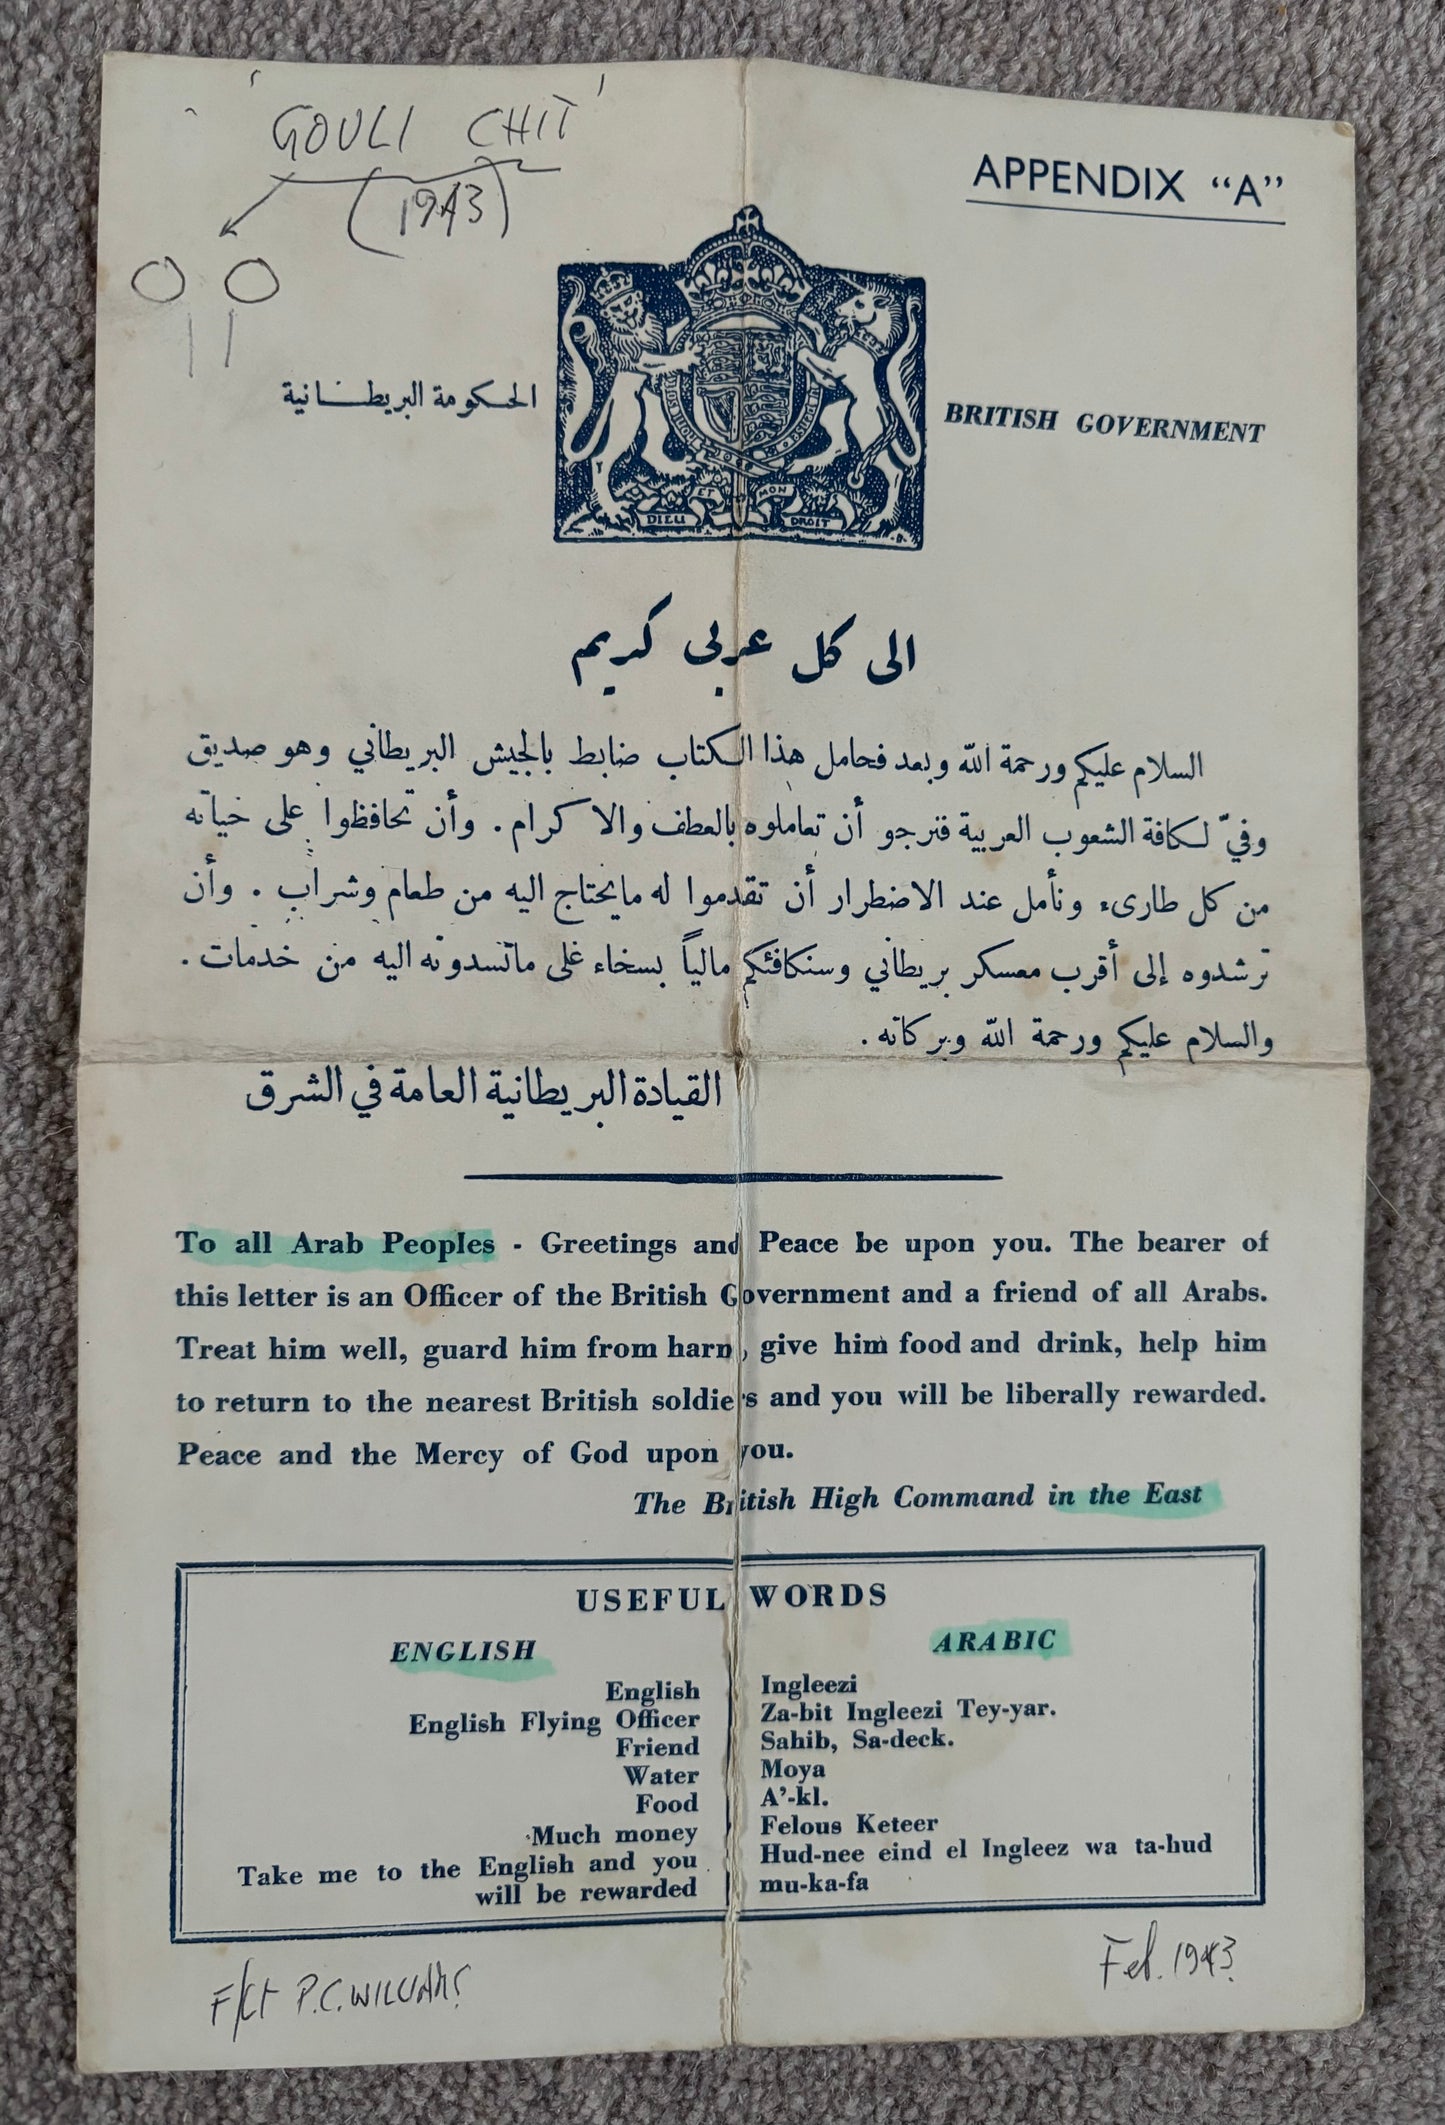 'GOULI CHIT'
(1943)
APPENDIX “A”
الحكومة البريطانية
BRITISH GOVERNMENT
DIEU ET MON DROIT
الى كل عربي كريم
السلام عليكم ورحمة الله وبعد فحامل هذا الكتاب ضابط بالجيش البريطاني وهو صديق
وفيّ لكافة الشعوب العربية فنرجو أن تعاملوه بالعطف والاكرام . وأن تحافظوا على حياته
من كل طارىء ونأمل عند الاضطرار أن تقدموا له مايحتاج اليه من طعام وشراب . وأن
ترشدوه إلى أقرب معسكر بريطاني وسنكافئكم مالياً بسخاء على ماتسدونه اليه من خدمات .
والسلام عليكم ورحمة الله وبركاته .
القيادة البريطانية العامة في الشرق
To all Arab Peoples - Greetings and Peace be upon you. The bearer of
this letter is an Officer of the British Government and a friend of all Arabs.
Treat him well, guard him from harm, give him food and drink, help him
to return to the nearest British soldiers and you will be liberally rewarded.
Peace and the Mercy of God upon you.
The British High Command in the East
USEFUL WORDS
ENGLISH ARABIC
English Ingleezi
English Flying Officer Za-bit Ingleezi Tey-yar.
Friend Sahib, Sa-deck.
Water Moya
Food A'-kl.
Much money Felous Keteer
Take me to the English and you Hud-nee eind el Ingleez wa ta-hud
will be rewarded mu-ka-fa
F/Lt P.C. WILLIAMS
Feb. 1943